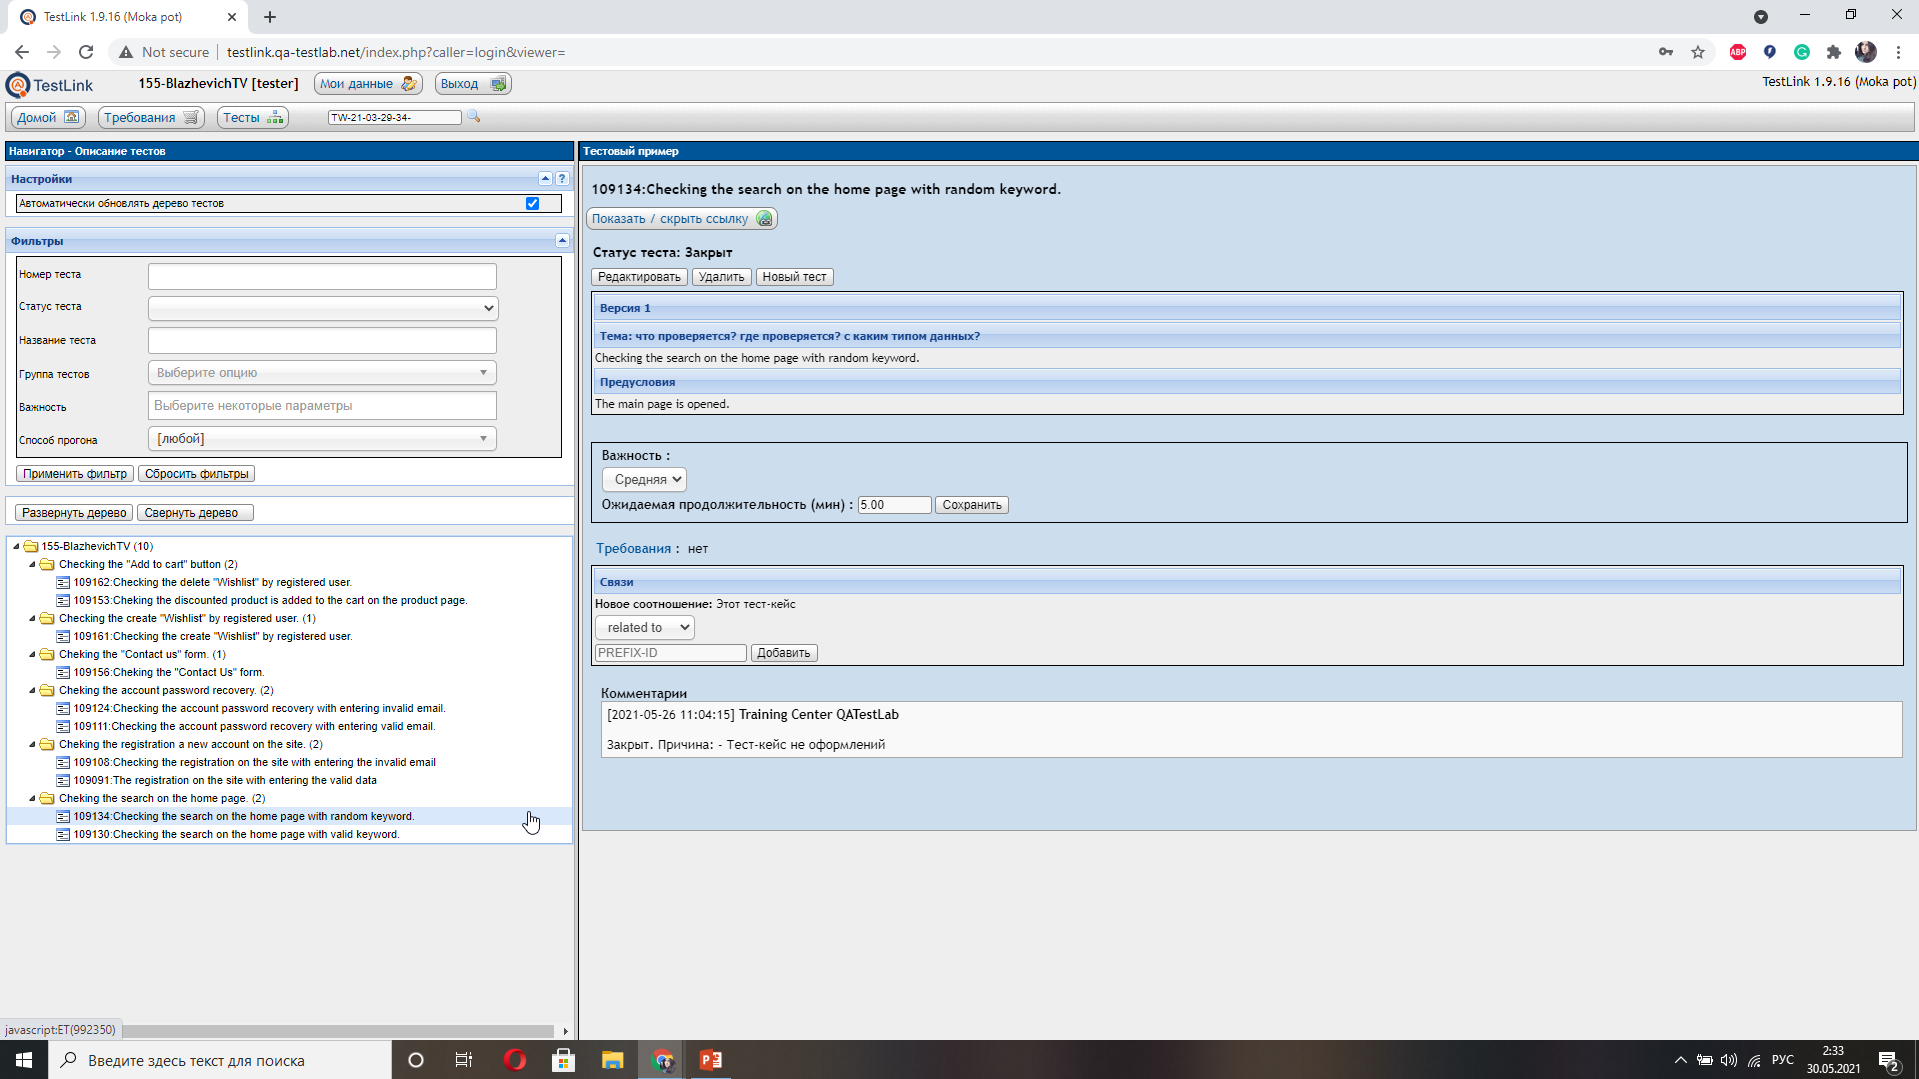 TestLink 1.9.16 (Moka pot)
Not secure
testlink.qa-testlab.net/index.php?caller=login&viewer=
ABP
TestLink
155-BlazhevichTV [tester]
Мои данные
Выход
TestLink 1.9.16 (Moka pot)
Домой
Требования
Тесты
TW-21-03-29-34-
Навигатор - Описание тестов
Настройки
?
Автоматически обновлять дерево тестов
Фильтры
Номер теста
Статус теста
Название теста
Группа тестов
Выберите опцию
Важность
Выберите некоторые параметры
Способ прогона
[любой]
Применить фильтр
Сбросить фильтры
Развернуть дерево
Свернуть дерево
155-BlazhevichTV (10)
Checking the "Add to cart" button (2)
109162:Checking the delete "Wishlist" by registered user.
109153:Cheking the discounted product is added to the cart on the product page.
Checking the create "Wishlist" by registered user. (1)
109161:Checking the create "Wishlist" by registered user.
Cheking the "Contact us" form. (1)
109156:Cheking the "Contact Us" form.
Cheking the account password recovery. (2)
109124:Checking the account password recovery with entering invalid email.
109111:Checking the account password recovery with entering valid email.
Cheking the registration a new account on the site. (2)
109108:Checking the registration on the site with entering the invalid email
109091:The registration on the site with entering the valid data
Cheking the search on the home page. (2)
109134:Checking the search on the home page with random keyword.
109130:Checking the search on the home page with valid keyword.
javascript:ET(992350)
Тестовый пример
109134:Checking the search on the home page with random keyword.
Показать / скрыть ссылку
Статус теста: Закрыт
Редактировать
Удалить
Новый тест
Версия 1
Тема: что проверяется? где проверяется? с каким типом данных?
Checking the search on the home page with random keyword.
Предусловия
The main page is opened.
Важность :
Средняя
Ожидаемая продолжительность (мин) : 5.00 Сохранить
Требования : нет
Связи
Новое соотношение: Этот тест-кейс
related to
PREFIX-ID
Добавить
Комментарии
[2021-05-26 11:04:15] Training Center QATestLab
Закрыт. Причина: - Тест-кейс не оформлений
Введите здесь текст для поиска
РУС
2:33
30.05.2021
2